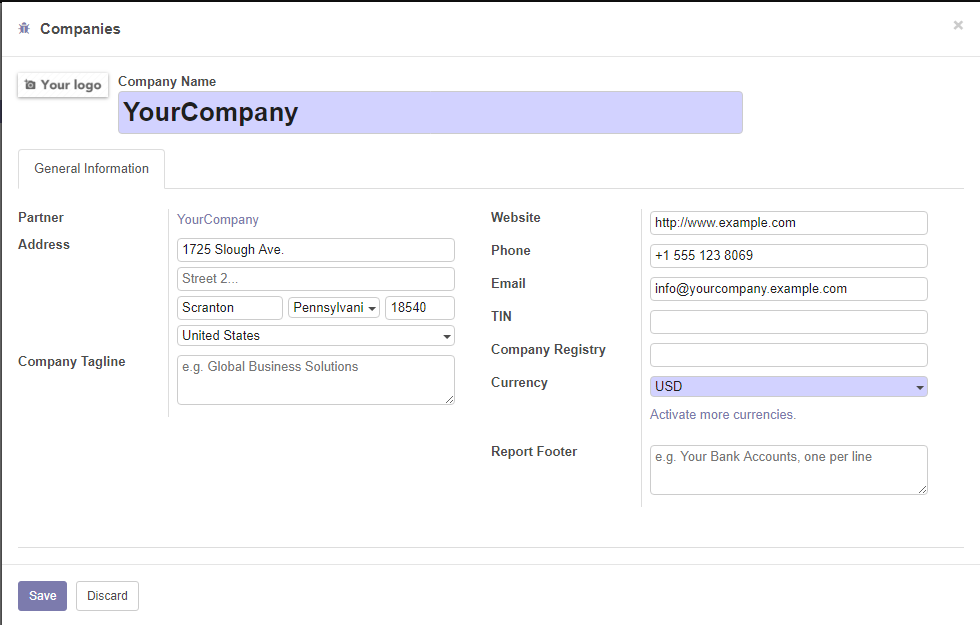 Companies
×
Your logo
Company Name
YourCompany
General Information
Partner
YourCompany
Address
1725 Slough Ave.
Street 2...
Scranton Pennsylvani 18540
United States
Company Tagline
e.g. Global Business Solutions
Website
http://www.example.com
Phone
+1 555 123 8069
Email
info@yourcompany.example.com
TIN
Company Registry
Currency
USD
Activate more currencies.
Report Footer
e.g. Your Bank Accounts, one per line
Save Discard